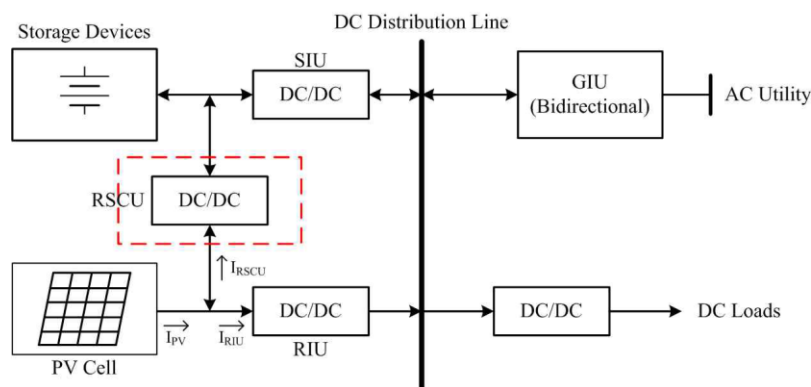 Storage Devices
DC Distribution Line
SIU
DC/DC
GIU
(Bidirectional)
AC Utility
RSCU
DC/DC
I_RSCU
I_PV
I_RIU
DC/DC
RIU
DC/DC
DC Loads
PV Cell